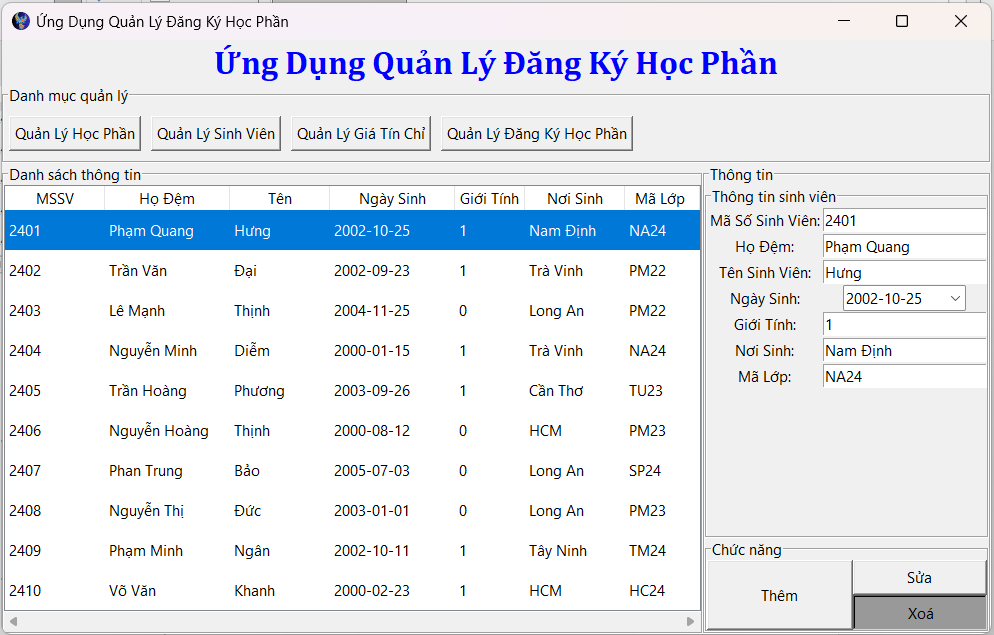 Ứng Dụng Quản Lý Đăng Ký Học Phần
Ứng Dụng Quản Lý Đăng Ký Học Phần
Danh mục quản lý
Quản Lý Học Phần Quản Lý Sinh Viên Quản Lý Giá Tín Chỉ Quản Lý Đăng Ký Học Phần
Danh sách thông tin
MSSV Họ Đệm Tên Ngày Sinh Giới Tính Nơi Sinh Mã Lớp
2401 Phạm Quang Hưng 2002-10-25 1 Nam Định NA24
2402 Trần Văn Đại 2002-09-23 1 Trà Vinh PM22
2403 Lê Mạnh Thịnh 2004-11-25 0 Long An PM22
2404 Nguyễn Minh Diễm 2000-01-15 1 Trà Vinh NA24
2405 Trần Hoàng Phương 2003-09-26 1 Cần Thơ TU23
2406 Nguyễn Hoàng Thịnh 2000-08-12 0 HCM PM23
2407 Phan Trung Bảo 2005-07-03 0 Long An SP24
2408 Nguyễn Thị Đức 2003-01-01 0 Long An PM23
2409 Phạm Minh Ngân 2002-10-11 1 Tây Ninh TM24
2410 Võ Văn Khanh 2000-02-23 1 HCM HC24
Thông tin
Thông tin sinh viên
Mã Số Sinh Viên: 2401
Họ Đệm: Phạm Quang
Tên Sinh Viên: Hưng
Ngày Sinh: 2002-10-25
Giới Tính: 1
Nơi Sinh: Nam Định
Mã Lớp: NA24
Chức năng
Thêm
Sửa
Xoá